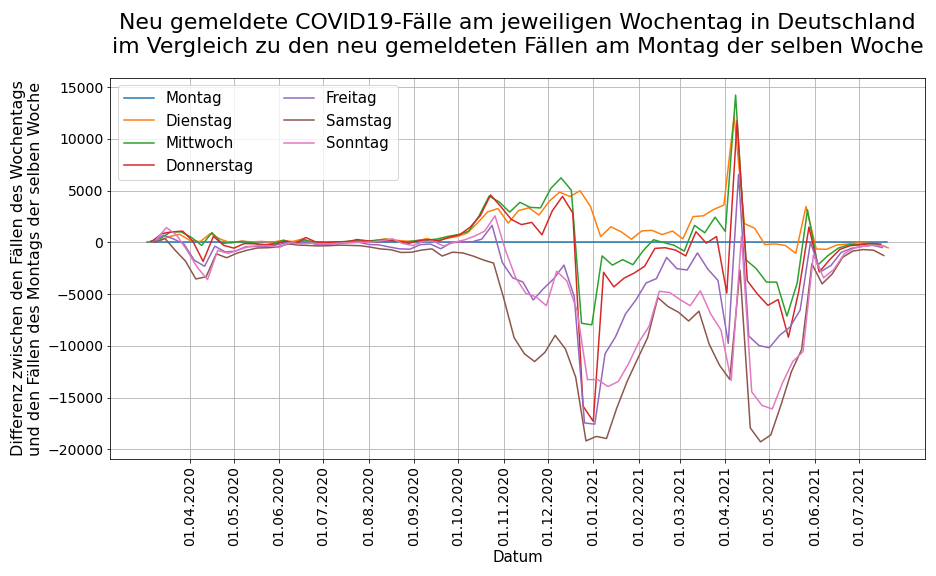 Neu gemeldete COVID19-Fälle am jeweiligen Wochentag in Deutschland
im Vergleich zu den neu gemeldeten Fällen am Montag der selben Woche
Differenz zwischen den Fällen des Wochentags
und den Fällen des Montags der selben Woche
15000
10000
5000
0
−5000
−10000
−15000
−20000
Montag
Dienstag
Mittwoch
Donnerstag
Freitag
Samstag
Sonntag
01.04.2020
01.05.2020
01.06.2020
01.07.2020
01.08.2020
01.09.2020
01.10.2020
01.11.2020
01.12.2020
01.01.2021
01.02.2021
01.03.2021
01.04.2021
01.05.2021
01.06.2021
01.07.2021
Datum